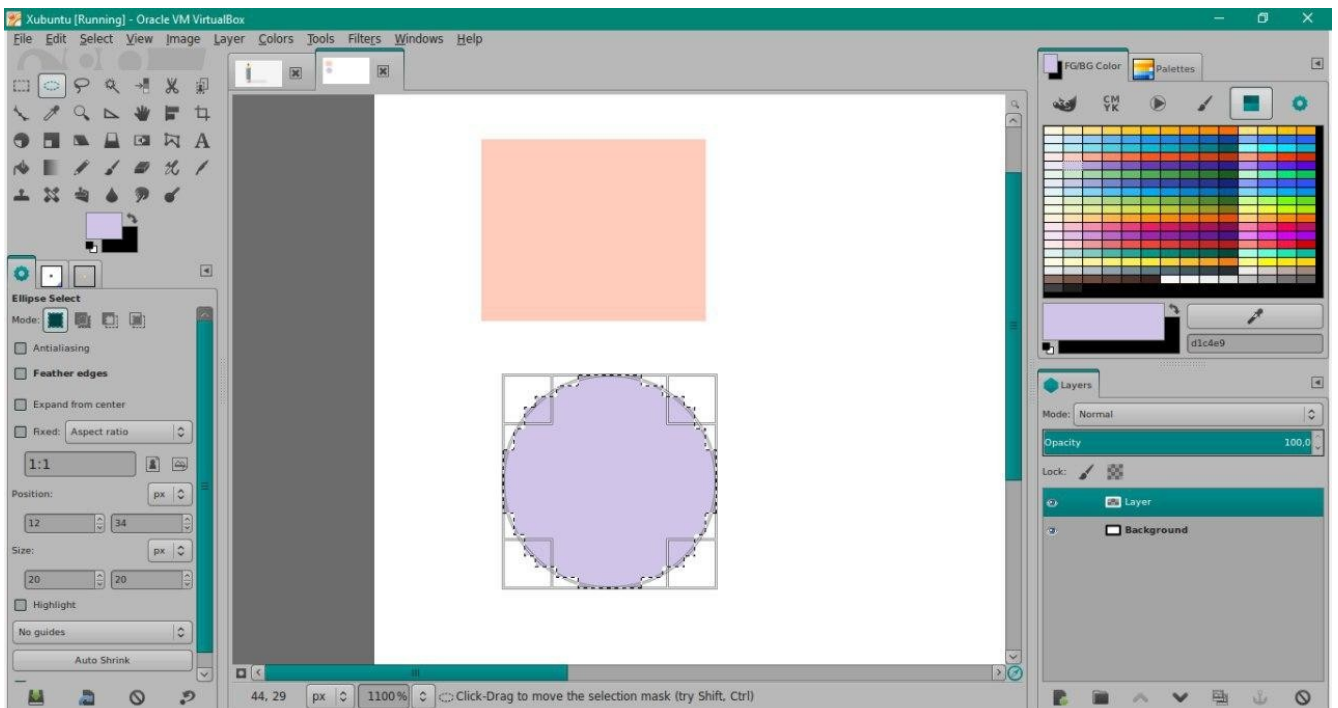 Xubuntu [Running] - Oracle VM VirtualBox
File Edit Select View Image Layer Colors Tools Filters Windows Help
FG/BG Color Palettes
CM
YK
A
Ellipse Select
Mode:
Antialiasing
Feather edges
Expand from center
Fixed: Aspect ratio
1:1
Position: px
12 34
Size: px
20 20
Highlight
No guides
Auto Shrink
d1c4e9
Layers
Mode: Normal
Opacity 100,0
Lock:
Layer
Background
44, 29 px 1100 % Click-Drag to move the selection mask (try Shift, Ctrl)